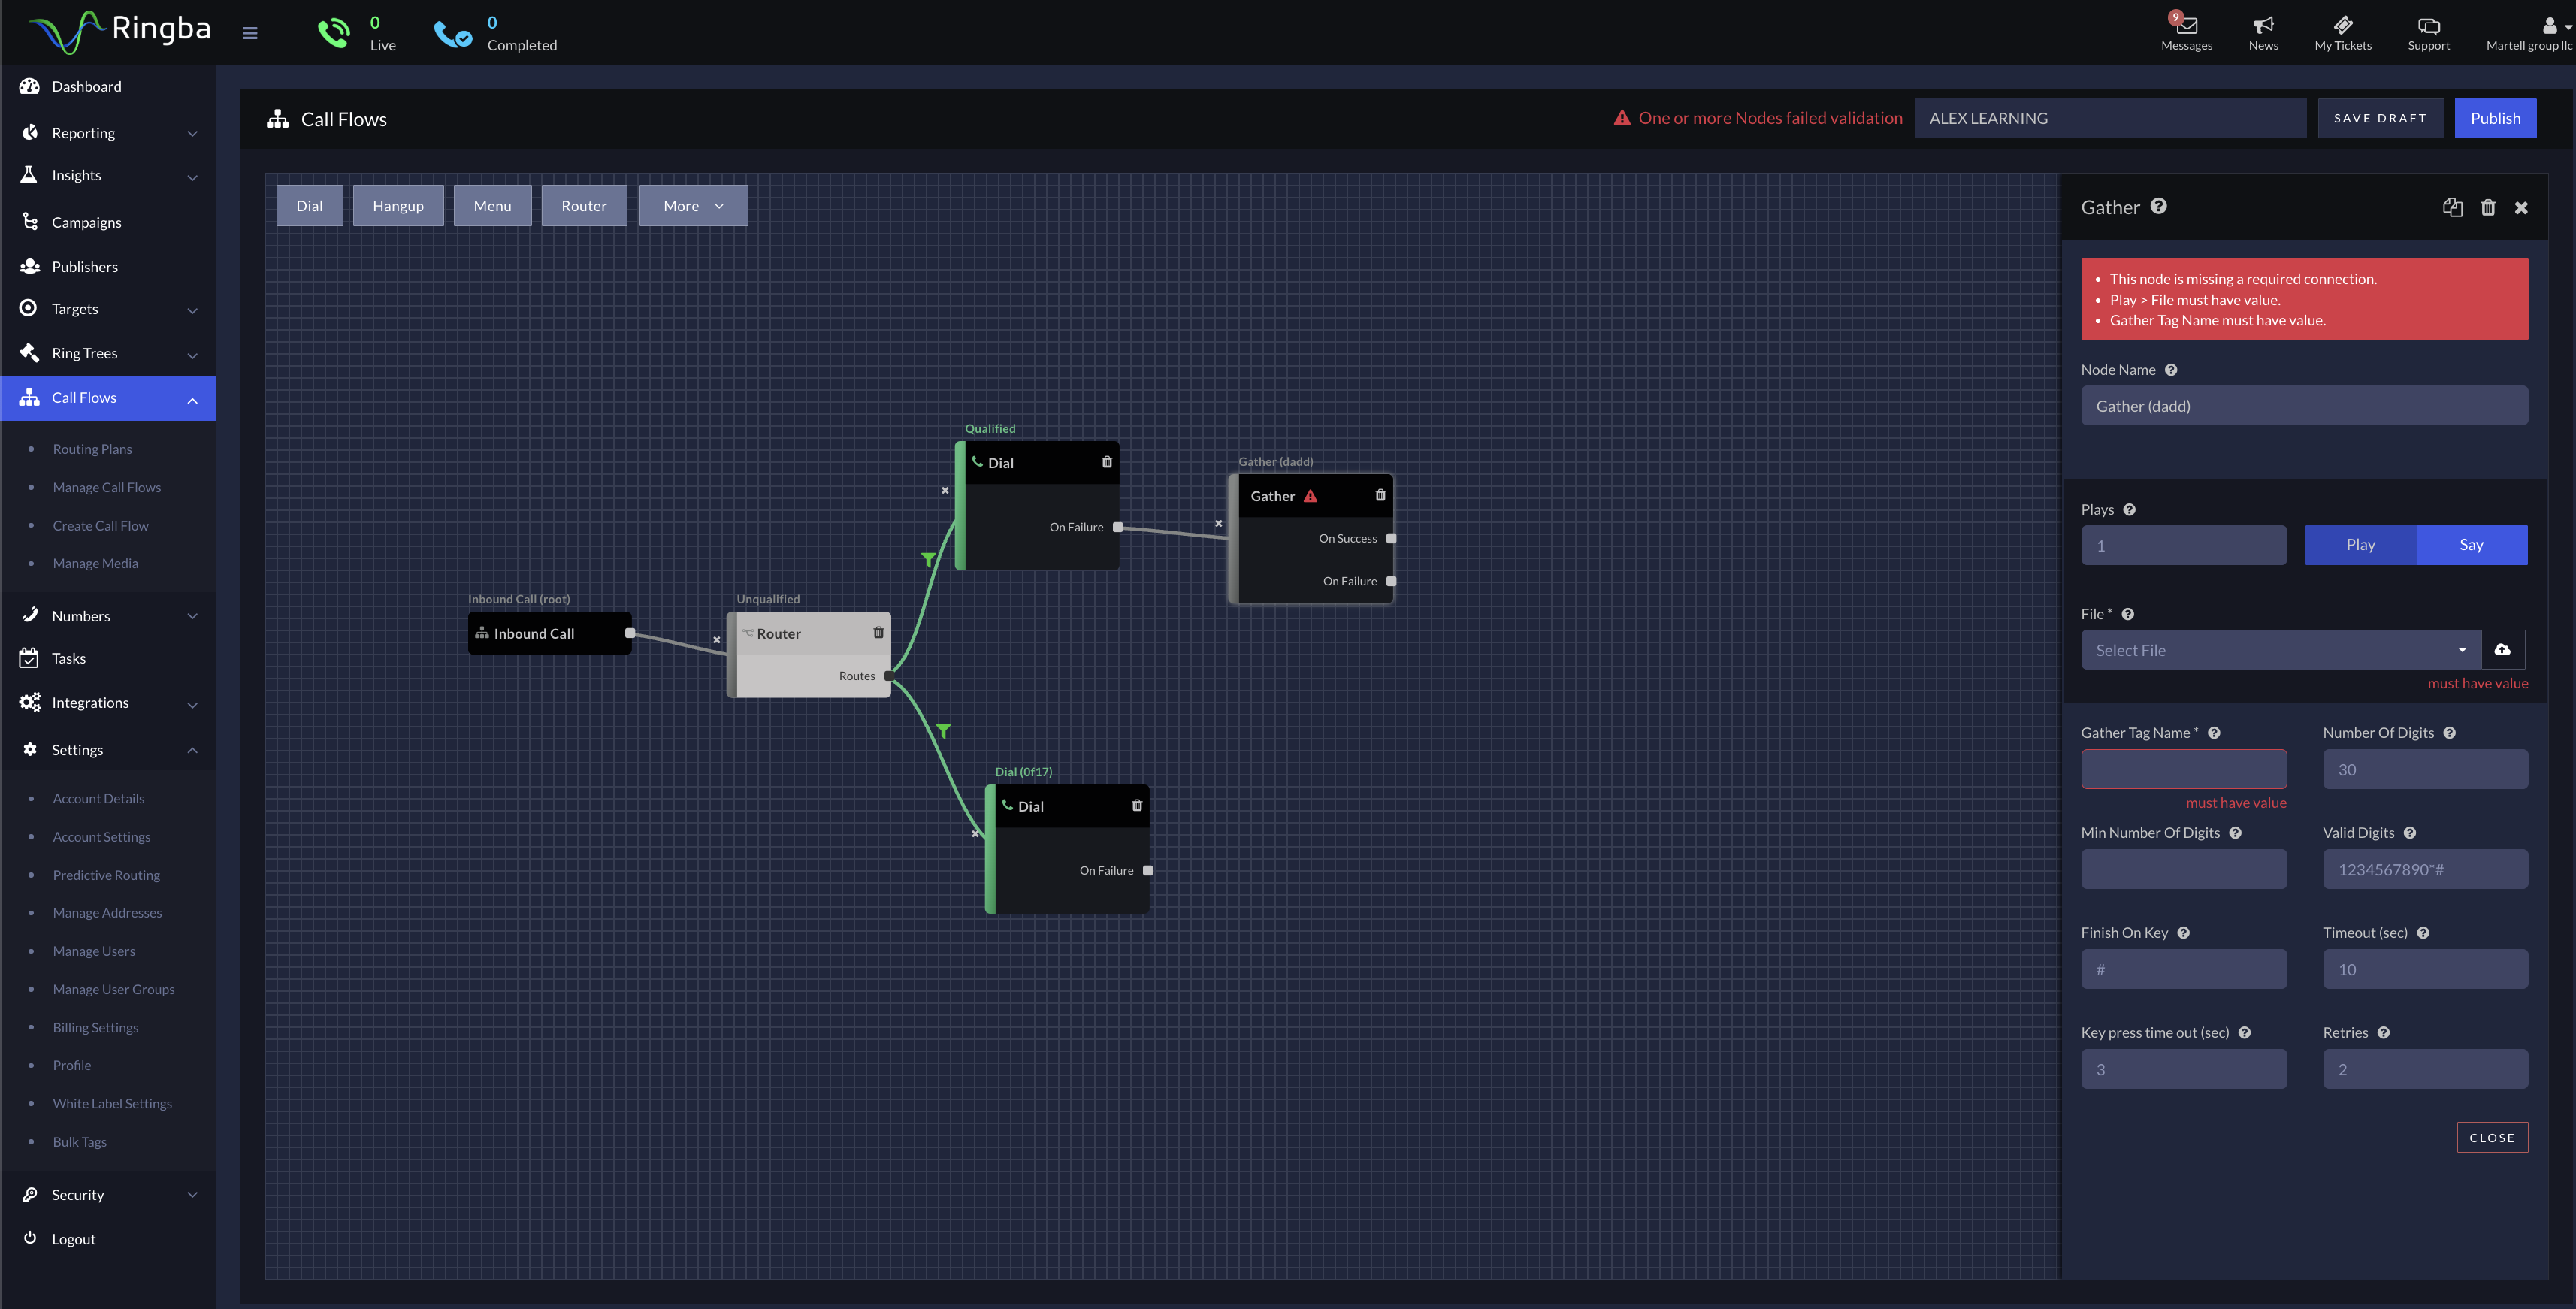 Ringba
0
Live
0
Completed
9
Messages
News
My Tickets
Support
Martell group llc
Dashboard
Reporting
Insights
Campaigns
Publishers
Targets
Ring Trees
Call Flows
Routing Plans
Manage Call Flows
Create Call Flow
Manage Media
Numbers
Tasks
Integrations
Settings
Account Details
Account Settings
Predictive Routing
Manage Addresses
Manage Users
Manage User Groups
Billing Settings
Profile
White Label Settings
Bulk Tags
Security
Logout
Call Flows
One or more Nodes failed validation
ALEX LEARNING
SAVE DRAFT
Publish
Dial
Hangup
Menu
Router
More
Inbound Call (root)
Inbound Call
Unqualified
Router
Routes
Qualified
Dial
On Failure
Gather (dadd)
Gather
On Success
On Failure
Dial (0f17)
Dial
On Failure
Gather
• This node is missing a required connection.
• Play > File must have value.
• Gather Tag Name must have value.
Node Name
Gather (dadd)
Plays
1
Play
Say
File *
Select File
must have value
Gather Tag Name *
Number Of Digits
30
must have value
Min Number Of Digits
Valid Digits
1234567890*#
Finish On Key
Timeout (sec)
#
10
Key press time out (sec)
Retries
3
2
CLOSE